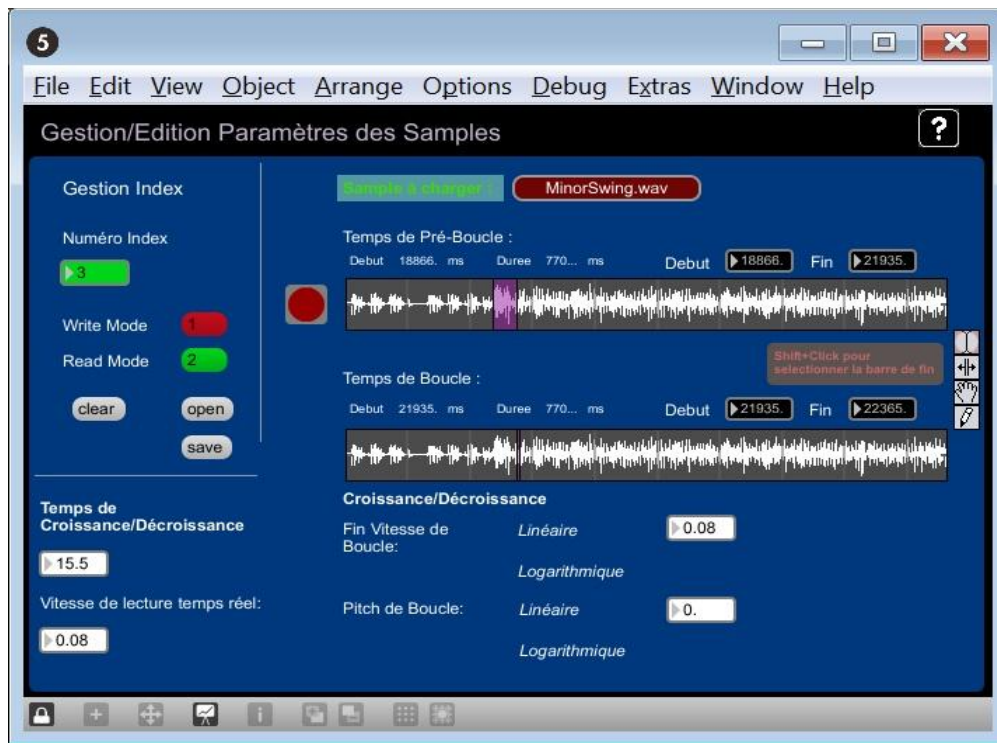 5
File Edit View Object Arrange Options Debug Extras Window Help
Gestion/Edition Paramètres des Samples
?
Gestion Index
Numéro Index
3
Write Mode 1
Read Mode 2
clear open
save
Temps de
Croissance/Décroissance
15.5
Vitesse de lecture temps réel:
0.08
Sample à charger : MinorSwing.wav
Temps de Pré-Boucle :
Debut 18866. ms Duree 770... ms Debut 18866. Fin 21935.
Shift+Click pour
selectionner la barre de fin
Temps de Boucle :
Debut 21935. ms Duree 770... ms Debut 21935. Fin 22365.
Croissance/Décroissance
Fin Vitesse de
Boucle:
Linéaire 0.08
Logarithmique
Pitch de Boucle: Linéaire 0.
Logarithmique